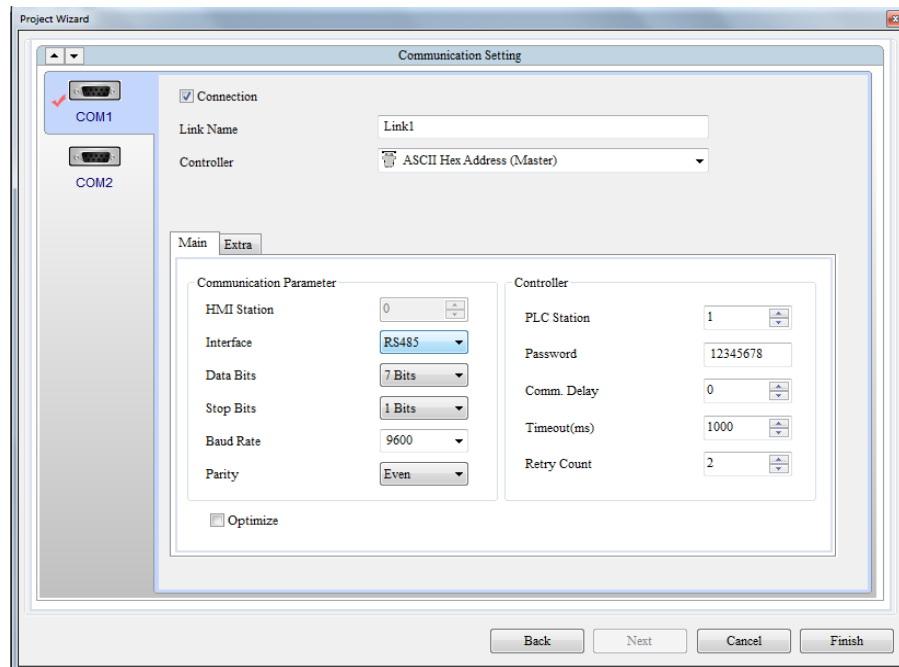 Project Wizard
Communication Setting
COM1
COM2
Connection
Link Name
Link1
Controller
ASCII Hex Address (Master)
Main
Extra
Communication Parameter
HMI Station
0
Interface
RS485
Data Bits
7 Bits
Stop Bits
1 Bits
Baud Rate
9600
Parity
Even
Optimize
Controller
PLC Station
1
Password
12345678
Comm. Delay
0
Timeout(ms)
1000
Retry Count
2
Back
Next
Cancel
Finish